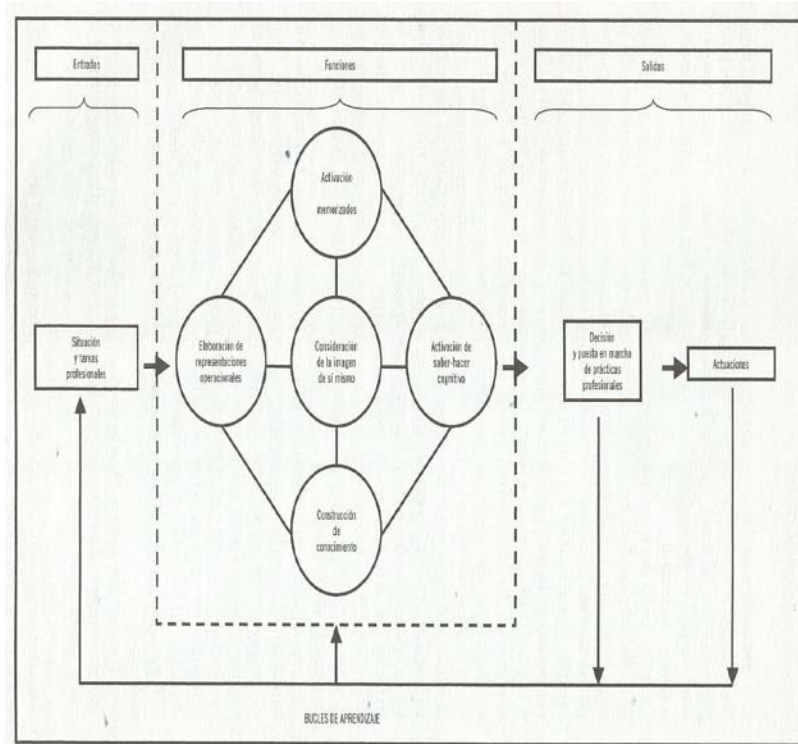 Entradas
Funciones
Salidas
Activación
memorizados
Situación
y tareas
profesionales
Elaboración de
representaciones
operacionales
Consideración
de la imagen
de sí mismo
Activación de
saber-hacer
cognitivo
Decisión
y puesta en marcha
de prácticas
profesionales
Actuaciones
Construcción
de
conocimiento
BUCLES DE APRENDIZAJE